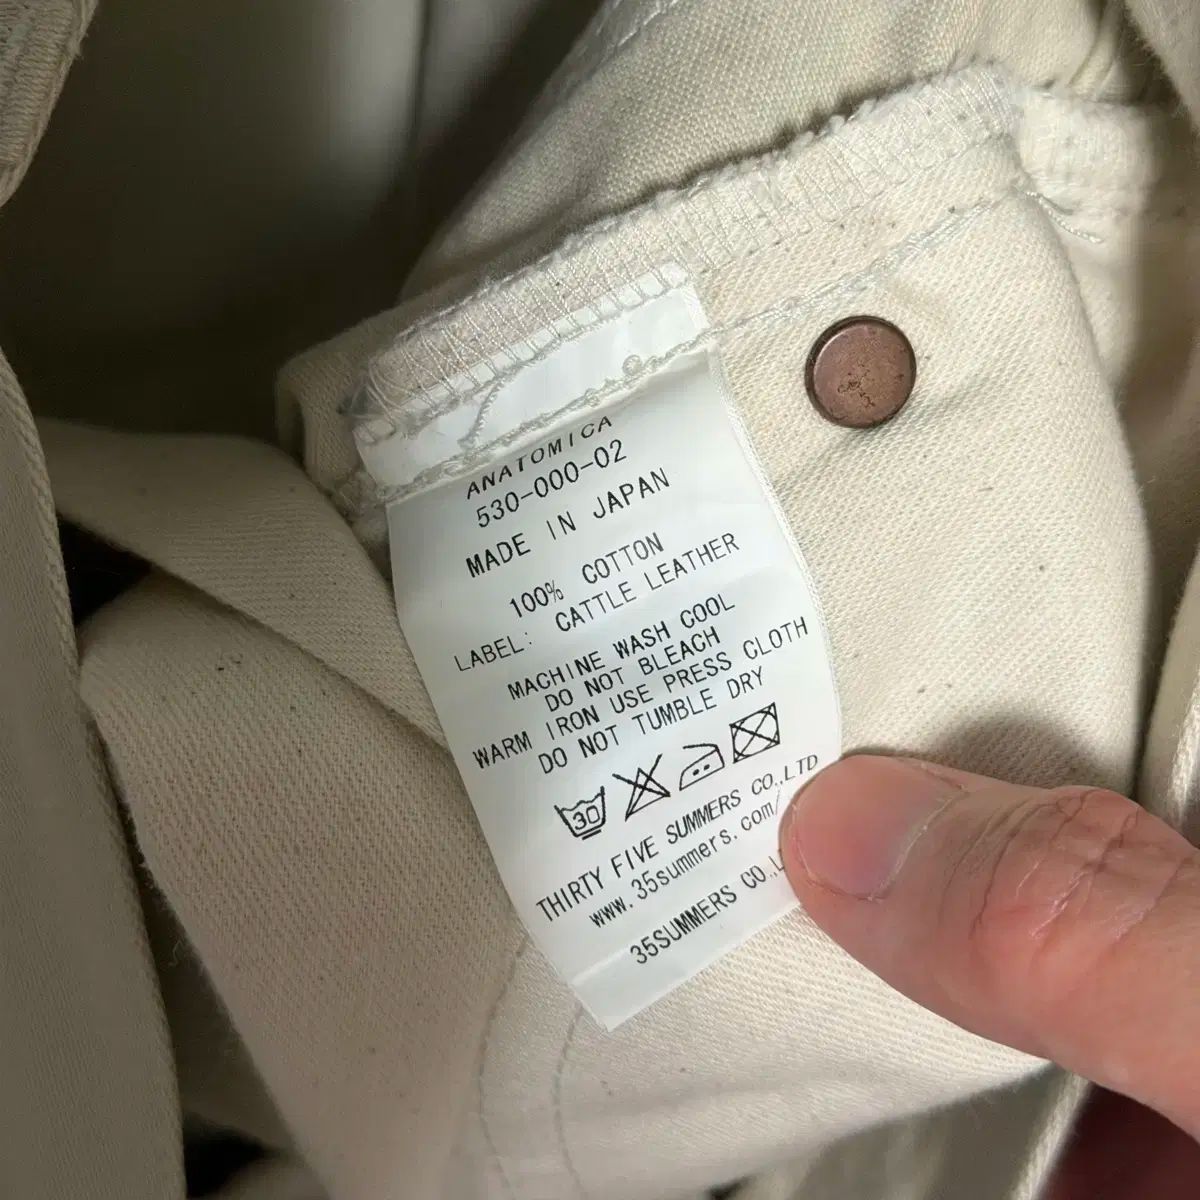 ANATOMICA
530-000-02
MADE IN JAPAN
100% COTTON
LABEL: CATTLE LEATHER
MACHINE WASH COOL
DO NOT BLEACH
WARM IRON USE PRESS CLOTH
DO NOT TUMBLE DRY
30
THIRTY FIVE SUMMERS CO.,LTD
www.35summers.com/
35SUMMERS CO.,L